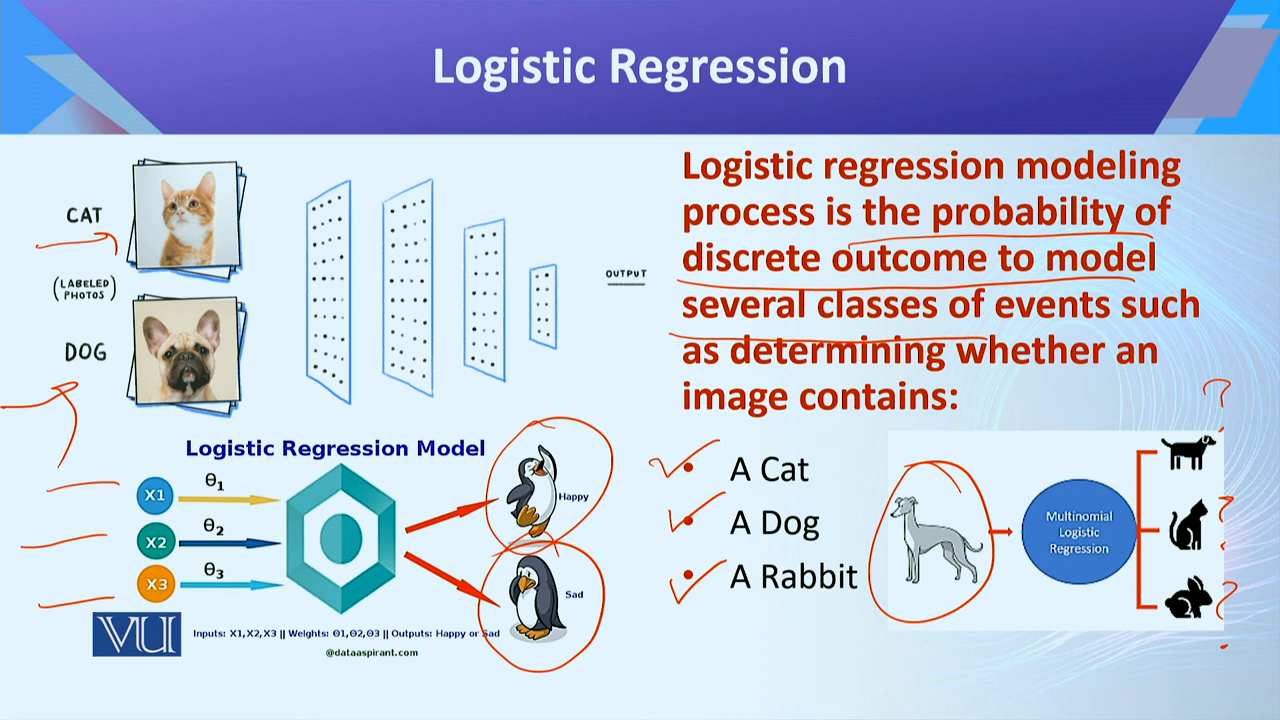 Logistic Regression
CAT
(LABELED
PHOTOS)
DOG
OUTPUT
Logistic regression modeling
process is the probability of
discrete outcome to model
several classes of events such
as determining whether an
image contains:
• A Cat
• A Dog
• A Rabbit
Logistic Regression Model
X1
θ1
X2
θ2
X3
θ3
Happy
Sad
Inputs: X1,X2,X3 || Weights: Θ1,Θ2,Θ3 || Outputs: Happy or Sad
@dataaspirant.com
VU
Multinomial
Logistic
Regression
?
?
?